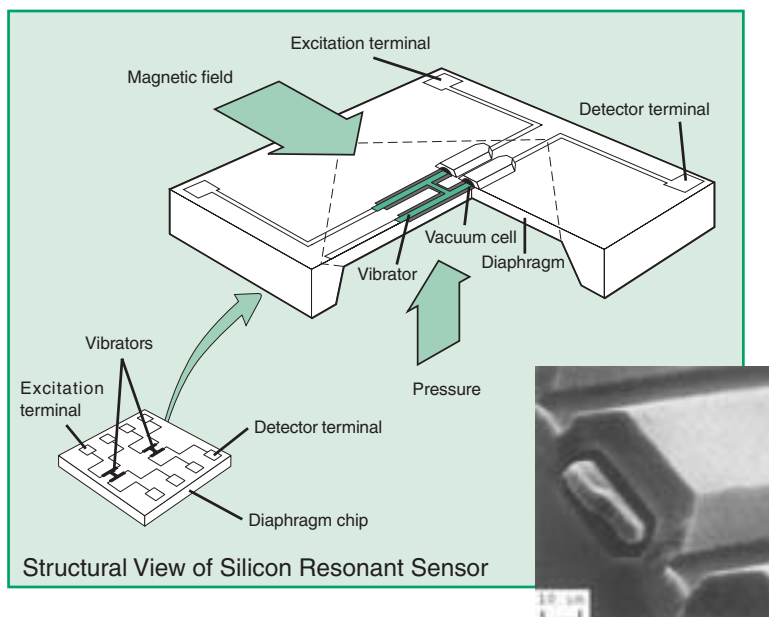 Excitation terminal
Magnetic field
Detector terminal
Vacuum cell
Vibrator
Diaphragm
Pressure
Vibrators
Excitation
terminal
Detector terminal
Diaphragm chip
Structural View of Silicon Resonant Sensor